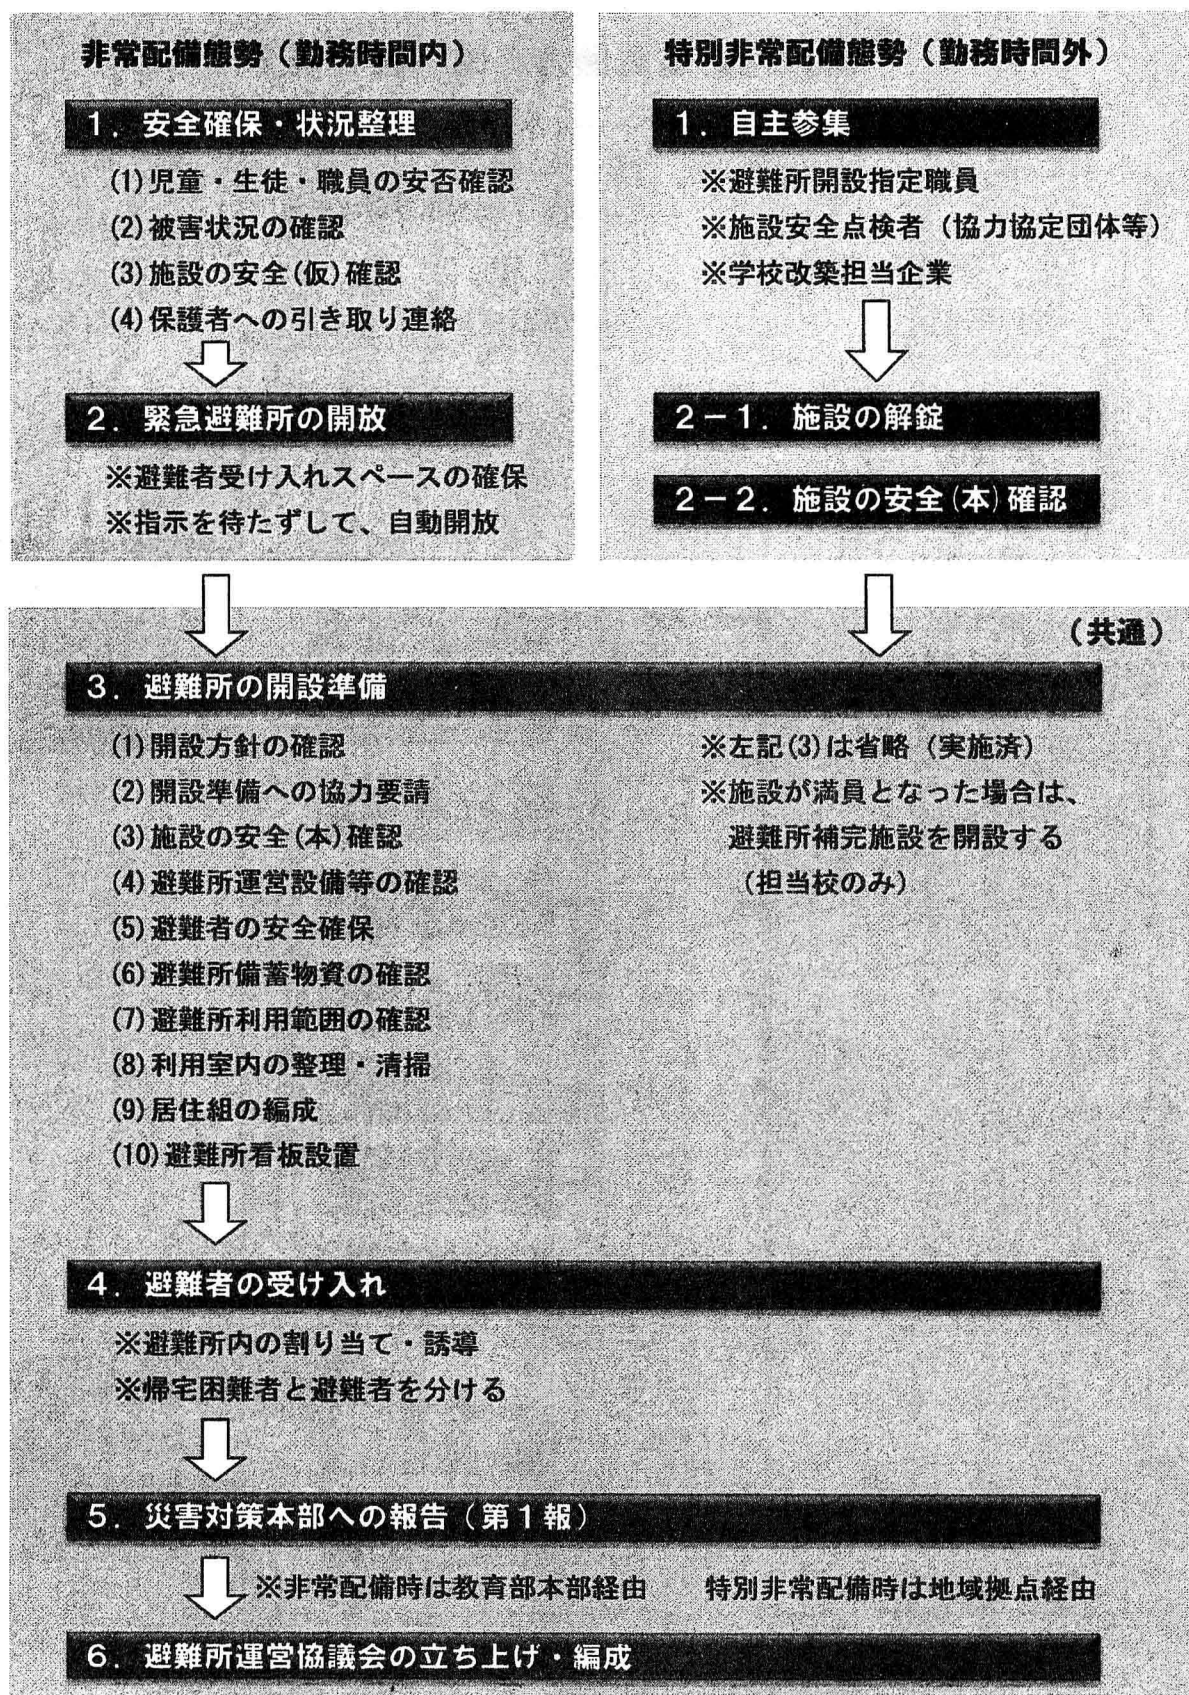 非常配備態勢（勤務時間内）
1．安全確保・状況整理
(1)児童・生徒・職員の安否確認
(2)被害状況の確認
(3)施設の安全(仮)確認
(4)保護者への引き取り連絡
2．緊急避難所の開放
※避難者受け入れスペースの確保
※指示を待たずして、自動開放
特別非常配備態勢（勤務時間外）
1．自主参集
※避難所開設指定職員
※施設安全点検者（協力協定団体等）
※学校改築担当企業
2－1．施設の解錠
2－2．施設の安全(本)確認
（共通）
3．避難所の開設準備
(1)開設方針の確認
(2)開設準備への協力要請
(3)施設の安全(本)確認
(4)避難所運営設備等の確認
(5)避難者の安全確保
(6)避難所備蓄物資の確認
(7)避難所利用範囲の確認
(8)利用室内の整理・清掃
(9)居住組の編成
(10)避難所看板設置
※左記(3)は省略（実施済）
※施設が満員となった場合は、
避難所補完施設を開設する
（担当校のみ）
4．避難者の受け入れ
※避難所内の割り当て・誘導
※帰宅困難者と避難者を分ける
5．災害対策本部への報告（第1報）
※非常配備時は教育部本部経由　特別非常配備時は地域拠点経由
6．避難所運営協議会の立ち上げ・編成